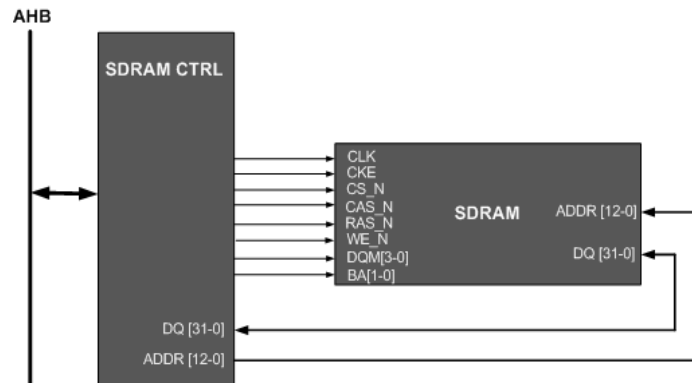 AHB
SDRAM CTRL
CLK
CKE
CS_N
CAS_N
RAS_N
WE_N
DQM[3-0]
BA[1-0]
SDRAM
ADDR [12-0]
DQ [31-0]
DQ [31-0]
ADDR [12-0]